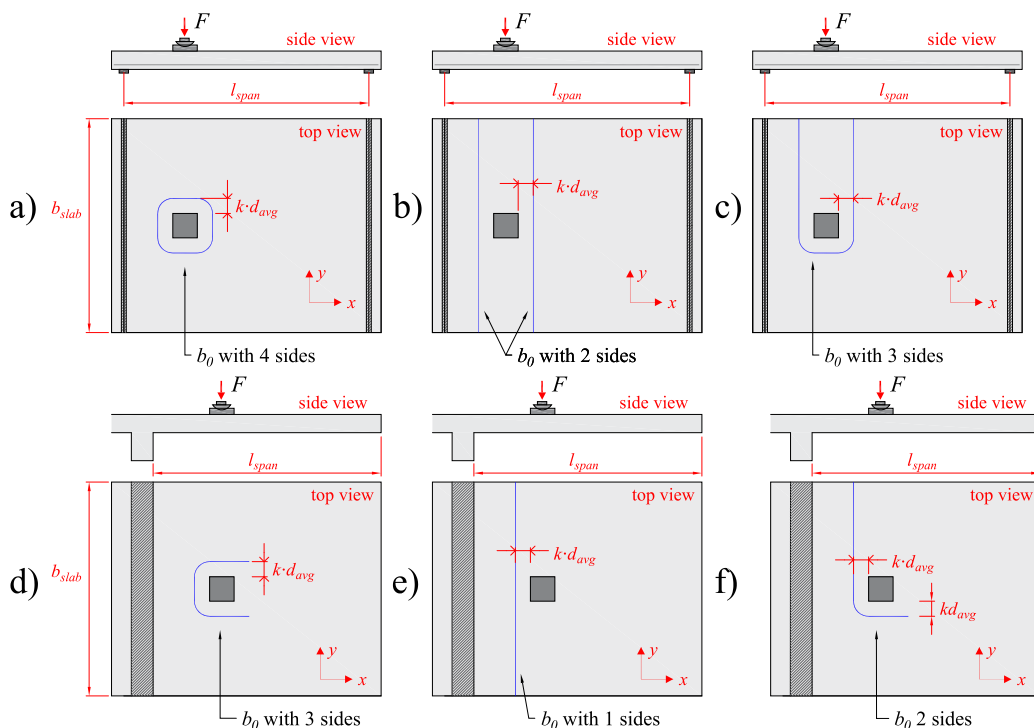 F
side view
l_span
top view
a)
b_slab
k·d_avg
y
x
b_0 with 4 sides
F
side view
l_span
top view
b)
k·d_avg
y
x
b_0 with 2 sides
F
side view
l_span
top view
c)
k·d_avg
y
x
b_0 with 3 sides
F
side view
l_span
top view
d)
b_slab
k·d_avg
y
x
b_0 with 3 sides
F
side view
l_span
top view
e)
k·d_avg
y
x
b_0 with 1 sides
F
side view
l_span
top view
f)
k·d_avg
kd_avg
y
x
b_0 2 sides